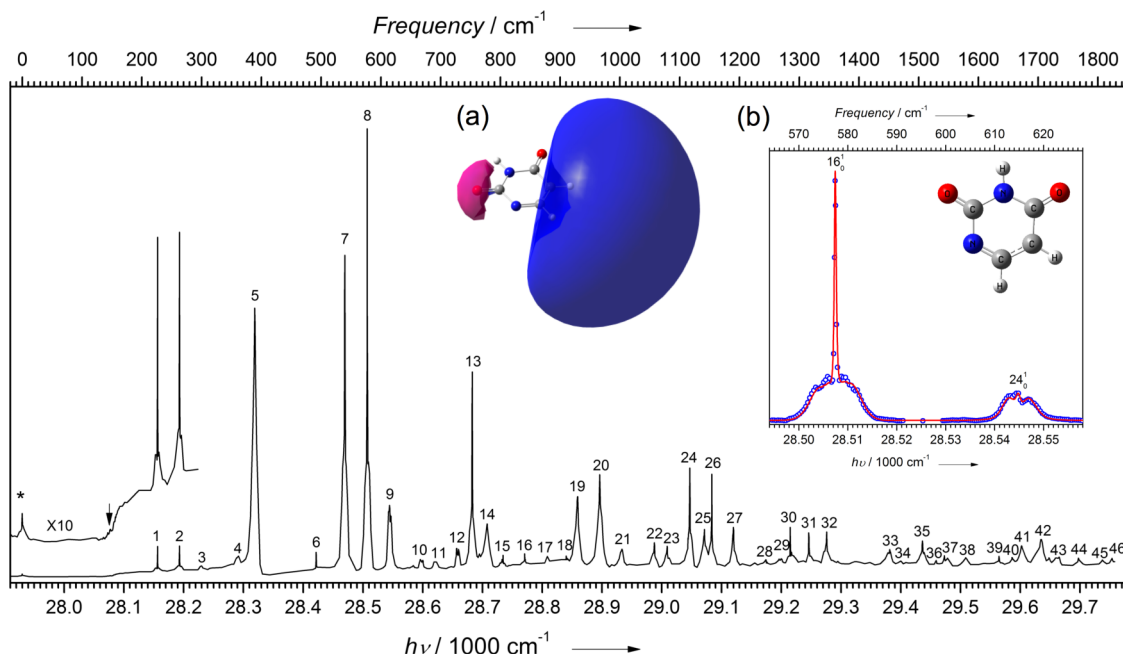 Frequency / cm⁻¹
0 100 200 300 400 500 600 700 800 900 1000 1100 1200 1300 1400 1500 1600 1700 1800
(a)
(b)
Frequency / cm⁻¹
570 580 590 600 610 620
16¹₀
24¹₀
O N C C O N C C H H H
28.50 28.51 28.52 28.53 28.54 28.55
hυ / 1000 cm⁻¹
*
X10
1 2 3 4 5 6 7 8 9 10 11 12 13 14 15 16 17 18 19 20 21 22 23 24 25 26 27 28 29 30 31 32 33 34 35 36 37 38 39 40 41 42 43 44 45 46
28.0 28.1 28.2 28.3 28.4 28.5 28.6 28.7 28.8 28.9 29.0 29.1 29.2 29.3 29.4 29.5 29.6 29.7
hν / 1000 cm⁻¹